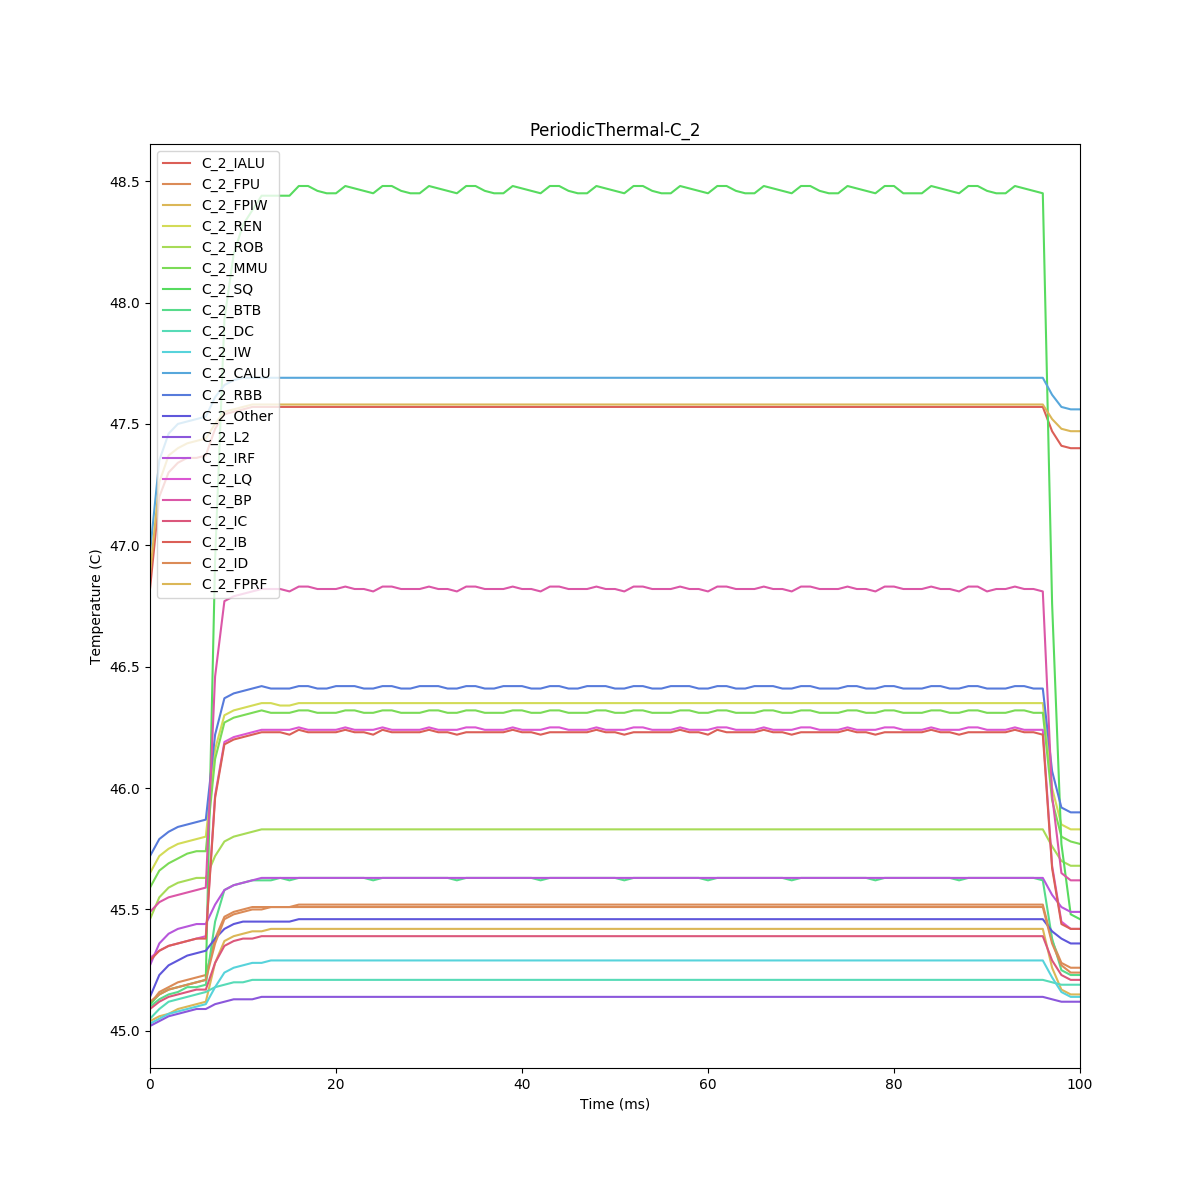 PeriodicThermal-C_2
C_2_IALU
C_2_FPU
C_2_FPIW
C_2_REN
C_2_ROB
C_2_MMU
C_2_SQ
C_2_BTB
C_2_DC
C_2_IW
C_2_CALU
C_2_RBB
C_2_Other
C_2_L2
C_2_IRF
C_2_LQ
C_2_BP
C_2_IC
C_2_IB
C_2_ID
C_2_FPRF
48.5
48.0
47.5
47.0
46.5
46.0
45.5
45.0
Temperature (C)
0 20 40 60 80 100
Time (ms)